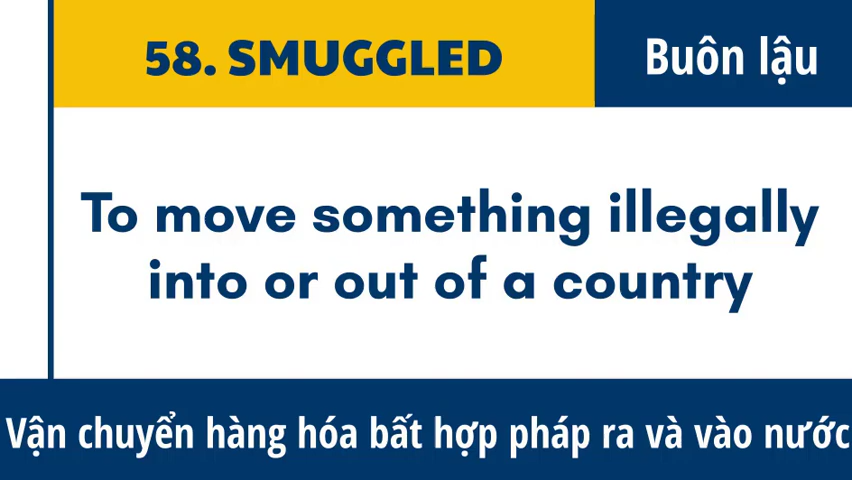 58. SMUGGLED
Buôn lậu
To move something illegally
into or out of a country
Vận chuyển hàng hóa bất hợp pháp ra và vào nước